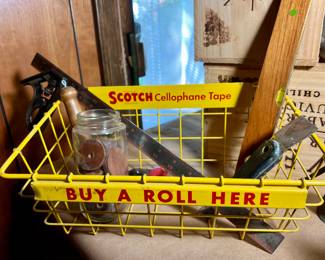 SCOTCH Cellophane Tape
BUY A ROLL HERE